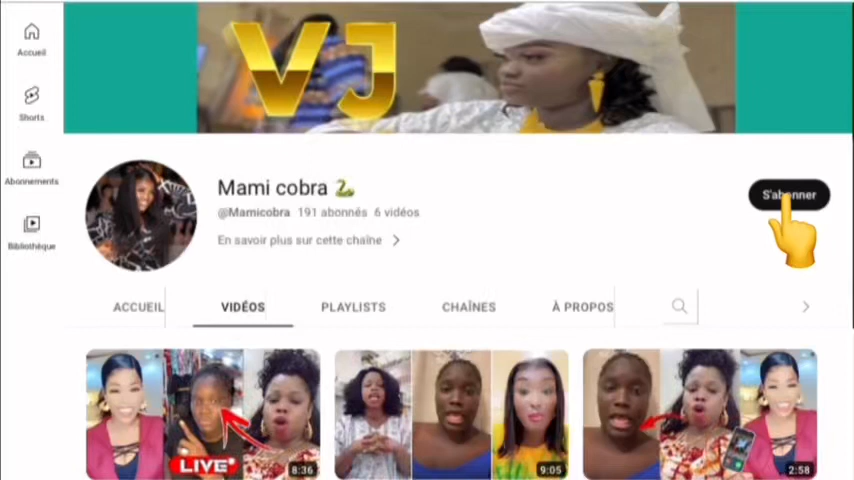 VJ
Accueil
Shorts
Abonnements
Bibliothèque
Mami cobra
@Mamicobra 191 abonnés 6 vidéos
En savoir plus sur cette chaîne
S'abonner
ACCUEIL VIDÉOS PLAYLISTS CHAÎNES À PROPOS
LIVE
8:36
9:05
2:58